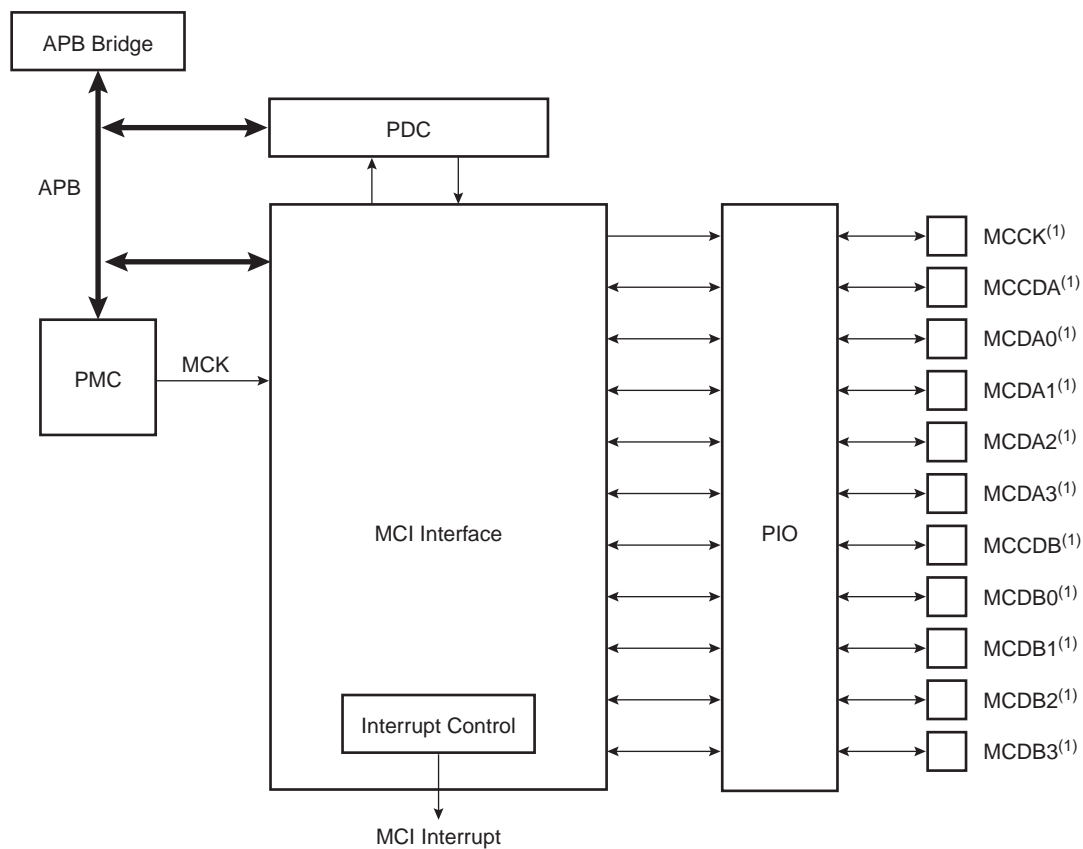 APB Bridge
PDC
APB
MCCK(1)
MCCDA(1)
MCDA0(1)
PMC
MCK
MCDA1(1)
MCDA2(1)
MCDA3(1)
MCI Interface
PIO
MCCDB(1)
MCDB0(1)
MCDB1(1)
MCDB2(1)
Interrupt Control
MCDB3(1)
MCI Interrupt